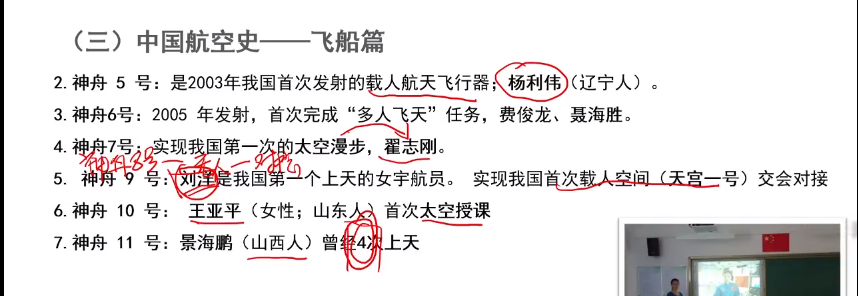 （三）中国航空史——飞船篇
2.神舟 5 号：是2003年我国首次发射的载人航天飞行器；杨利伟（辽宁人）。
3.神舟6号：2005 年发射，首次完成“多人飞天”任务，费俊龙、聂海胜。
4.神舟7号：实现我国第一次的太空漫步，翟志刚。
神舟8号—无人—对接
5. 神舟 9 号：刘洋是我国第一个上天的女宇航员。 实现我国首次载人空间（天宫一号）交会对接
6.神舟 10 号： 王亚平（女性；山东人）首次太空授课
7.神舟 11 号：景海鹏（山西人）曾经4次上天